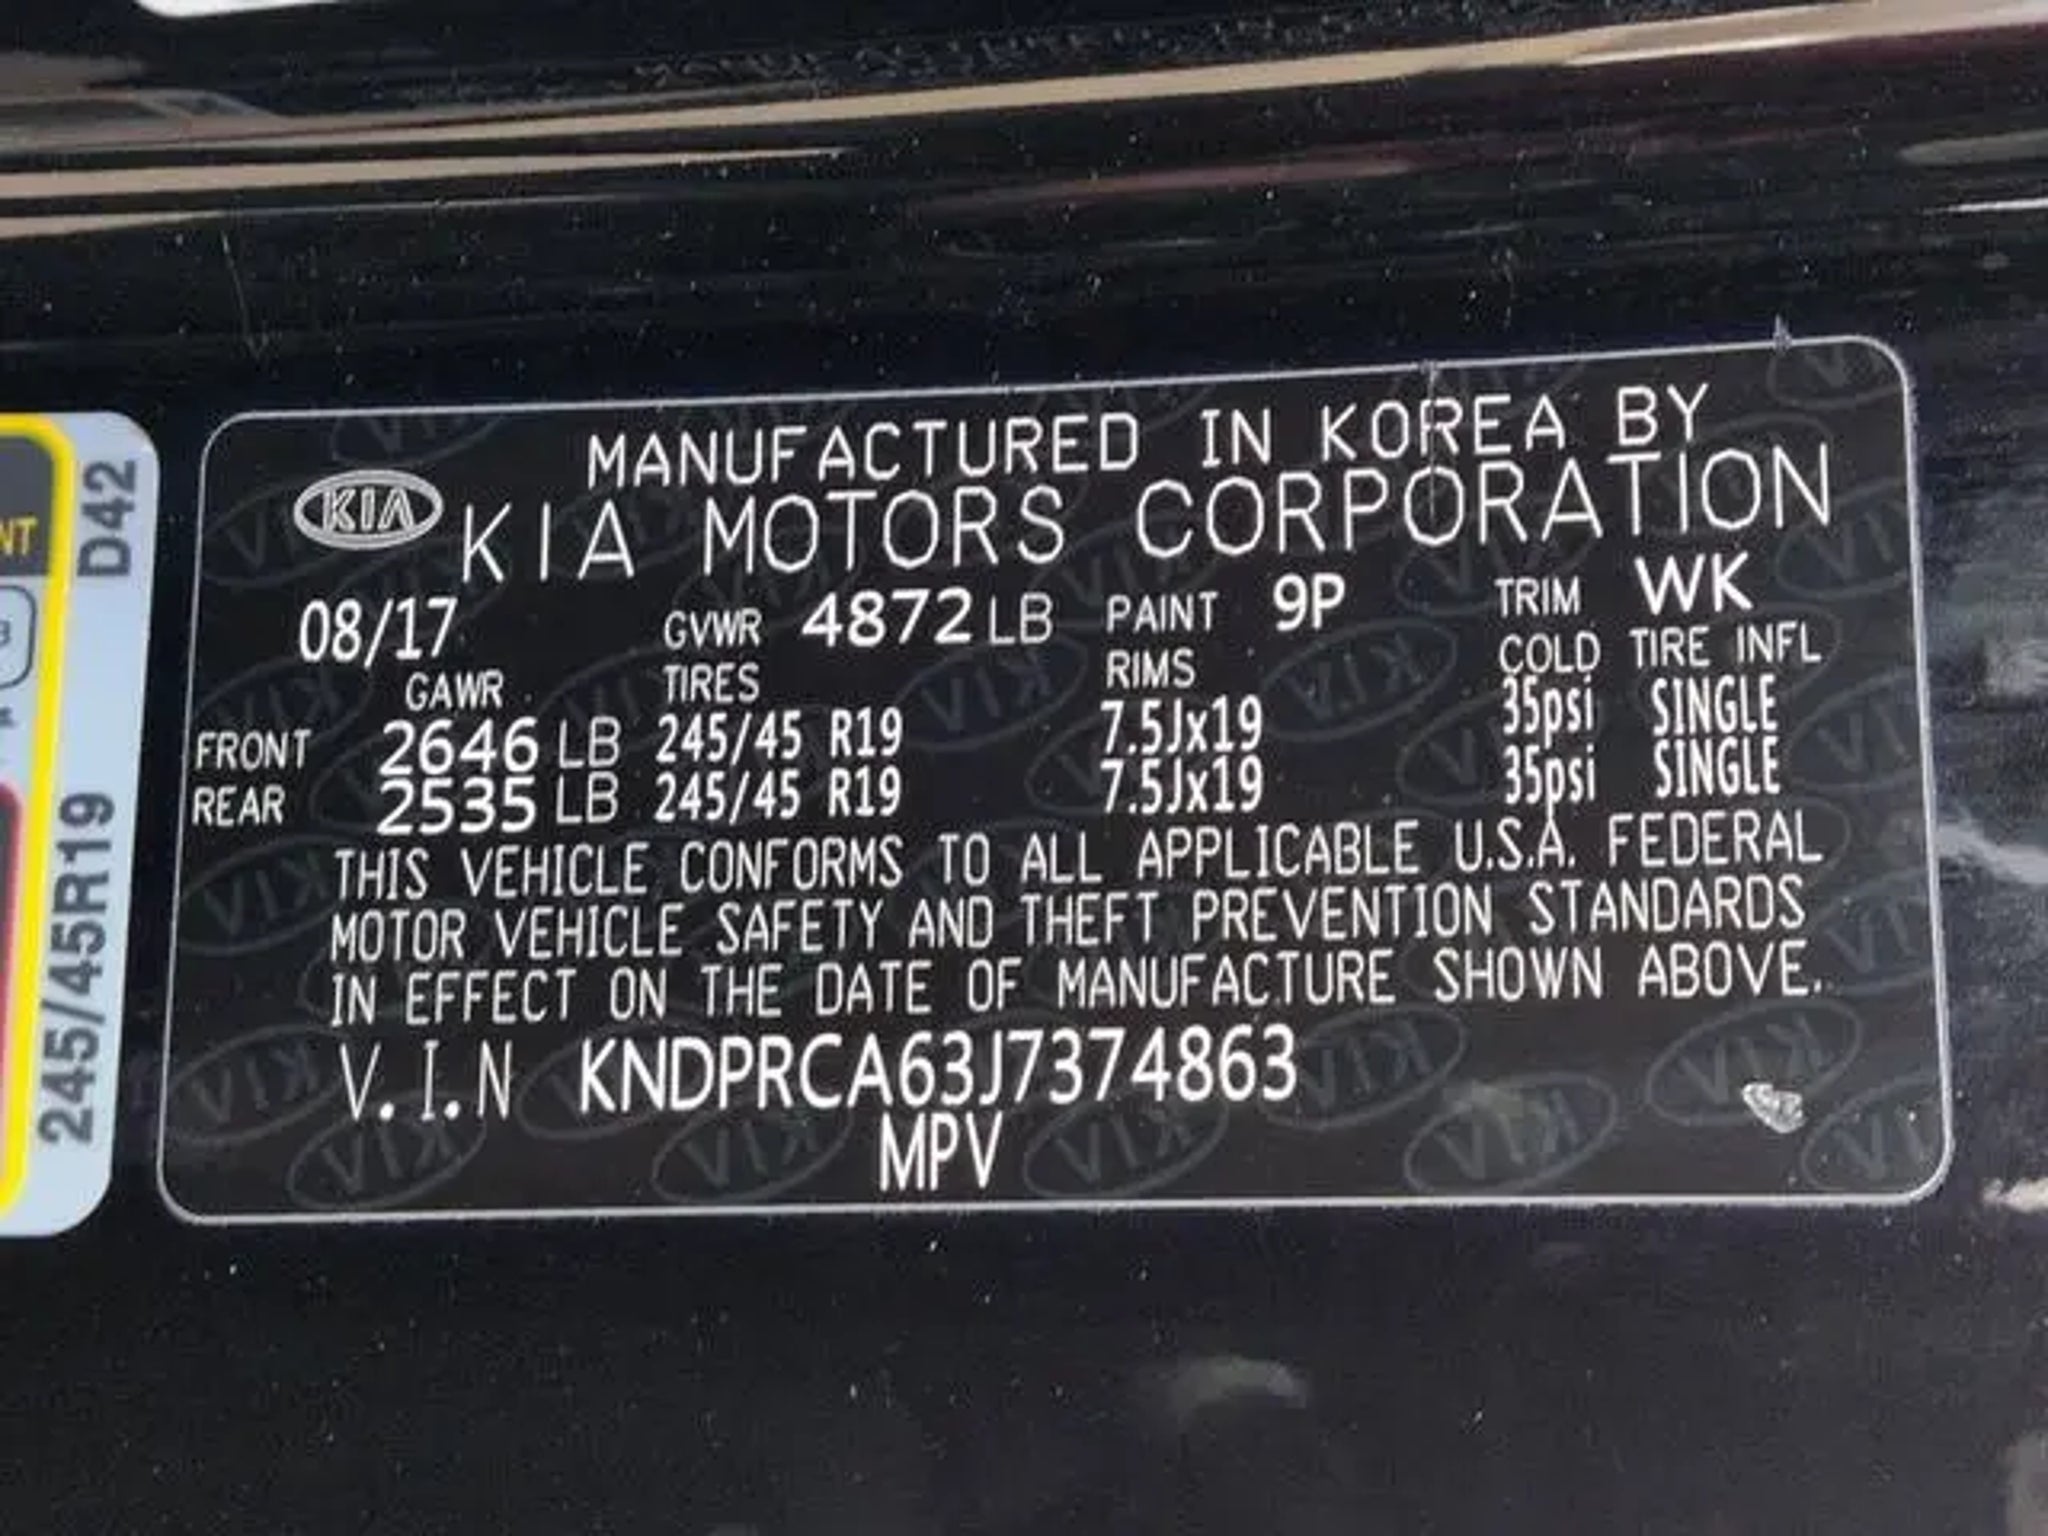 MANUFACTURED IN KOREA BY
KIA KIA MOTORS CORPORATION
08/17 GVWR 4872 LB PAINT 9P TRIM WK
GAWR TIRES RIMS COLD TIRE INFL
FRONT 2646 LB 245/45 R19 7.5Jx19 35psi SINGLE
REAR 2535 LB 245/45 R19 7.5Jx19 35psi SINGLE
THIS VEHICLE CONFORMS TO ALL APPLICABLE U.S.A. FEDERAL
MOTOR VEHICLE SAFETY AND THEFT PREVENTION STANDARDS
IN EFFECT ON THE DATE OF MANUFACTURE SHOWN ABOVE.
V.I.N KNDPRCA63J7374863
MPV
245/45R19 D42
NT